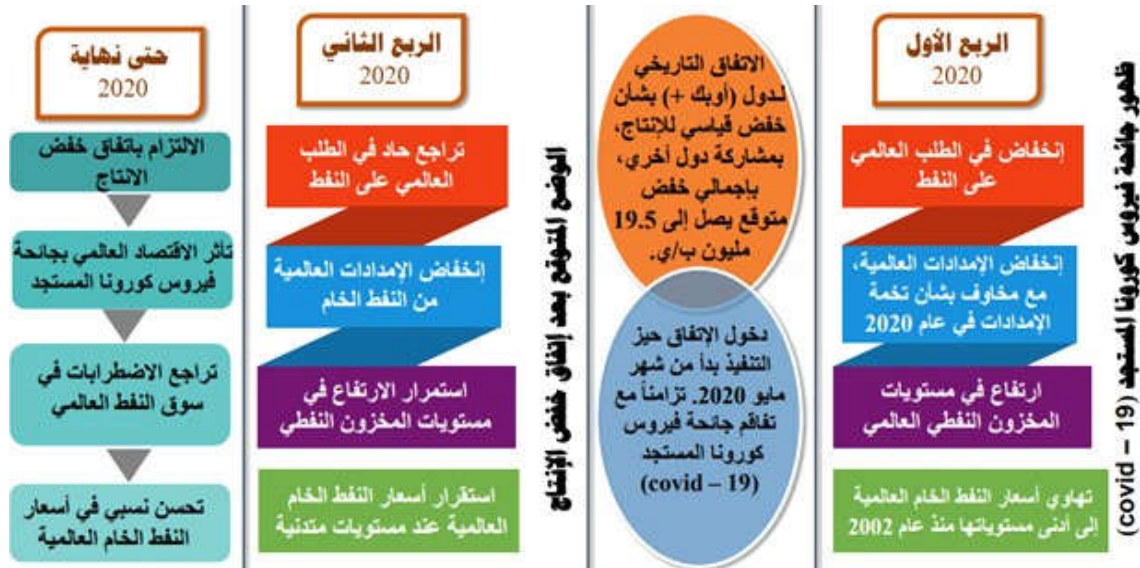 ظهور جائحة فيروس كورونا المستجد (covid – 19)
الربع الأول
2020
إنخفاض في الطلب العالمي
على النفط
إنخفاض الإمدادات العالمية،
مع مخاوف بشأن تخمة
الإمدادات في عام 2020
ارتفاع في مستويات
المخزون النفطي العالمي
تهاوي أسعار النفط الخام العالمية
إلى أدنى مستوياتها منذ عام 2002
الاتفاق التاريخي
لدول (أوبك +) بشأن
خفض قياسي للإنتاج،
بمشاركة دول أخري،
بإجمالي خفض
متوقع يصل إلى 19.5
مليون ب/ي.
دخول الإتفاق حيز
التنفيذ بدأ من شهر
مايو 2020. تزامناً مع
تفاقم جائحة فيروس
كورونا المستجد
(covid – 19)
الوضع المتوقع بعد إتفاق خفض الإنتاج
الربع الثاني
2020
تراجع حاد في الطلب
العالمي على النفط
إنخفاض الإمدادات العالمية
من النفط الخام
استمرار الارتفاع في
مستويات المخزون النفطي
استقرار أسعار النفط الخام
العالمية عند مستويات متدنية
حتى نهاية
2020
الالتزام باتفاق خفض
الانتاج
تأثر الاقتصاد العالمي بجائحة
فيروس كورونا المستجد
تراجع الاضطرابات في
سوق النفط العالمي
تحسن نسبي في أسعار
النفط الخام العالمية